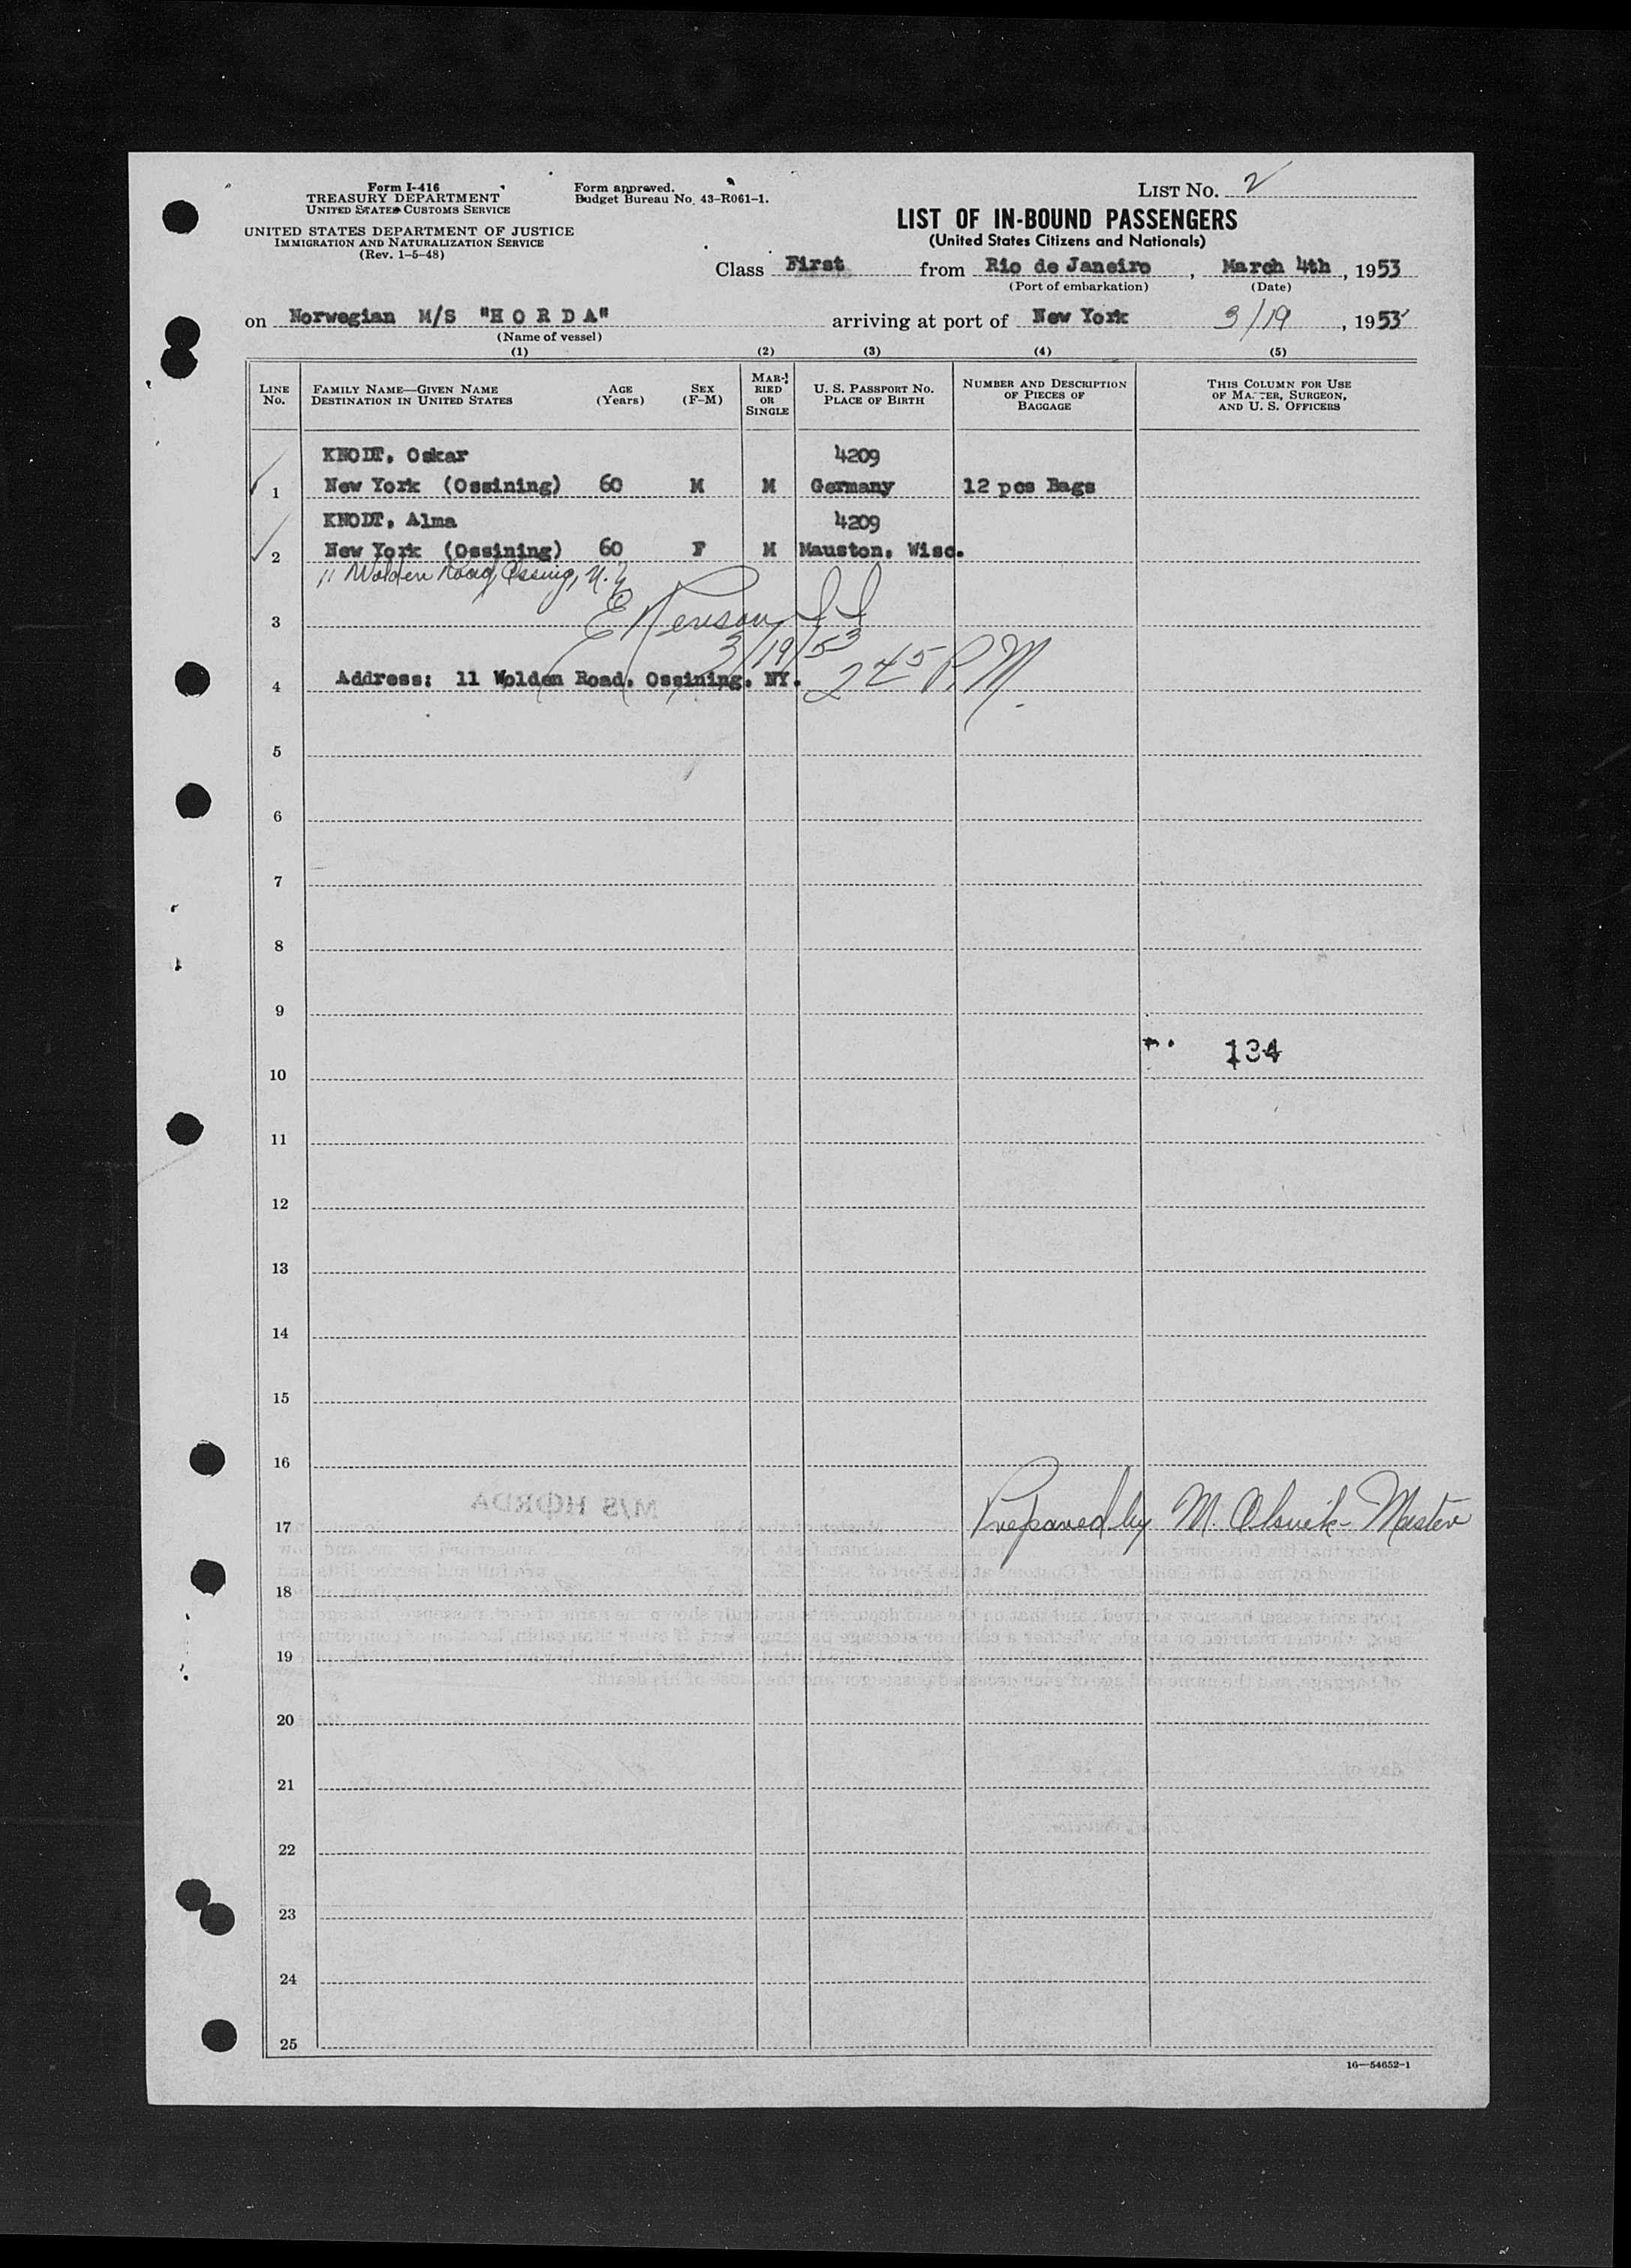 Form I-416
TREASURY DEPARTMENT
UNITED STATES CUSTOMS SERVICE
UNITED STATES DEPARTMENT OF JUSTICE
IMMIGRATION AND NATURALIZATION SERVICE
(Rev. 1-5-48)
Form approved.
Budget Bureau No. 43-R061-1.
LIST No. 2
LIST OF IN-BOUND PASSENGERS
(United States Citizens and Nationals)
Class First from Rio de Janeiro, March 4th, 1953
(Port of embarkation) (Date)
on Norwegian M/S "H O R D A" arriving at port of New York 3/19, 1953
(Name of vessel)
(1) (2) (3) (4) (5)
LINE No. FAMILY NAME—GIVEN NAME DESTINATION IN UNITED STATES AGE (Years) SEX (F-M) MARRIED OR SINGLE U. S. PASSPORT No. PLACE OF BIRTH NUMBER AND DESCRIPTION OF PIECES OF BAGGAGE THIS COLUMN FOR USE OF MASTER, SURGEON, AND U. S. OFFICERS
KNODT, Oskar 4209
1 New York (Ossining) 60 M M Germany 12 pcs Bags
KNODT, Alma 4209
2 New York (Ossining) 60 F M Mauston, Wisc.
11 Wolden Road, Ossing, N.Y.
3
3/19/53
4 Address: 11 Wolden Road, Ossining, NY. 2 45 P.M.
5
6
7
8
9
134
10
11
12
13
14
15
16
M/S HORDA
17 Prepared by M. Olsvik - Master
18
19
20
21
22
23
24
25
16—54652-1